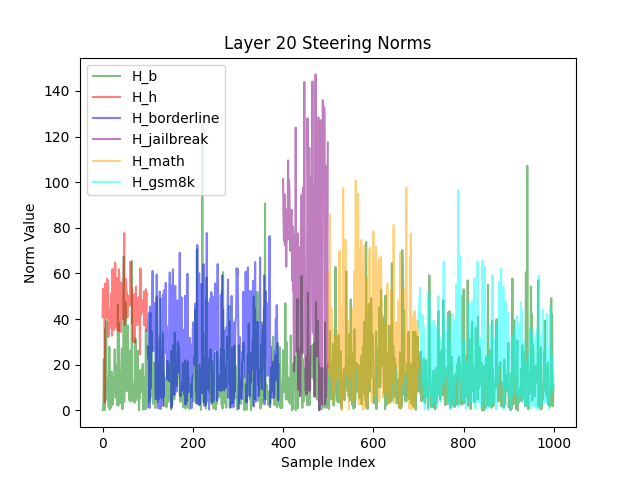 Layer 20 Steering Norms
H_b
H_h
H_borderline
H_jailbreak
H_math
H_gsm8k
Norm Value
140
120
100
80
60
40
20
0
0 200 400 600 800 1000
Sample Index